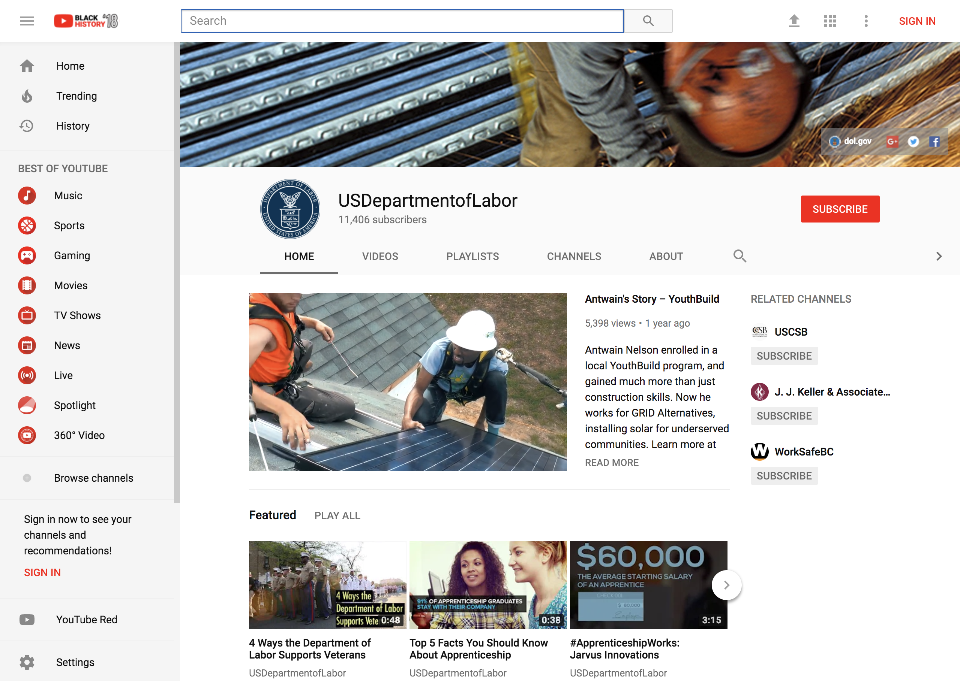 BLACK HISTORY '18
Search
SIGN IN
Home
Trending
History
BEST OF YOUTUBE
Music
Sports
Gaming
Movies
TV Shows
News
Live
Spotlight
360° Video
Browse channels
Sign in now to see your
channels and
recommendations!
SIGN IN
YouTube Red
Settings
dol.gov
USDepartmentofLabor
11,406 subscribers
SUBSCRIBE
HOME VIDEOS PLAYLISTS CHANNELS ABOUT
Antwain's Story – YouthBuild
5,398 views • 1 year ago
Antwain Nelson enrolled in a
local YouthBuild program, and
gained much more than just
construction skills. Now he
works for GRID Alternatives,
installing solar for underserved
communities. Learn more at
READ MORE
RELATED CHANNELS
USCSB
SUBSCRIBE
J. J. Keller & Associate...
SUBSCRIBE
WorkSafeBC
SUBSCRIBE
Featured PLAY ALL
4 Ways the
Department of Labor
Supports Vete
0:48
4 Ways the Department of
Labor Supports Veterans
USDepartmentofLabor
91% OF APPRENTICESHIP GRADUATES
STAY WITH THEIR COMPANY
0:38
Top 5 Facts You Should Know
About Apprenticeship
USDepartmentofLabor
$60,000
THE AVERAGE STARTING SALARY
OF AN APPRENTICE
3:15
#ApprenticeshipWorks:
Jarvus Innovations
USDepartmentofLabor